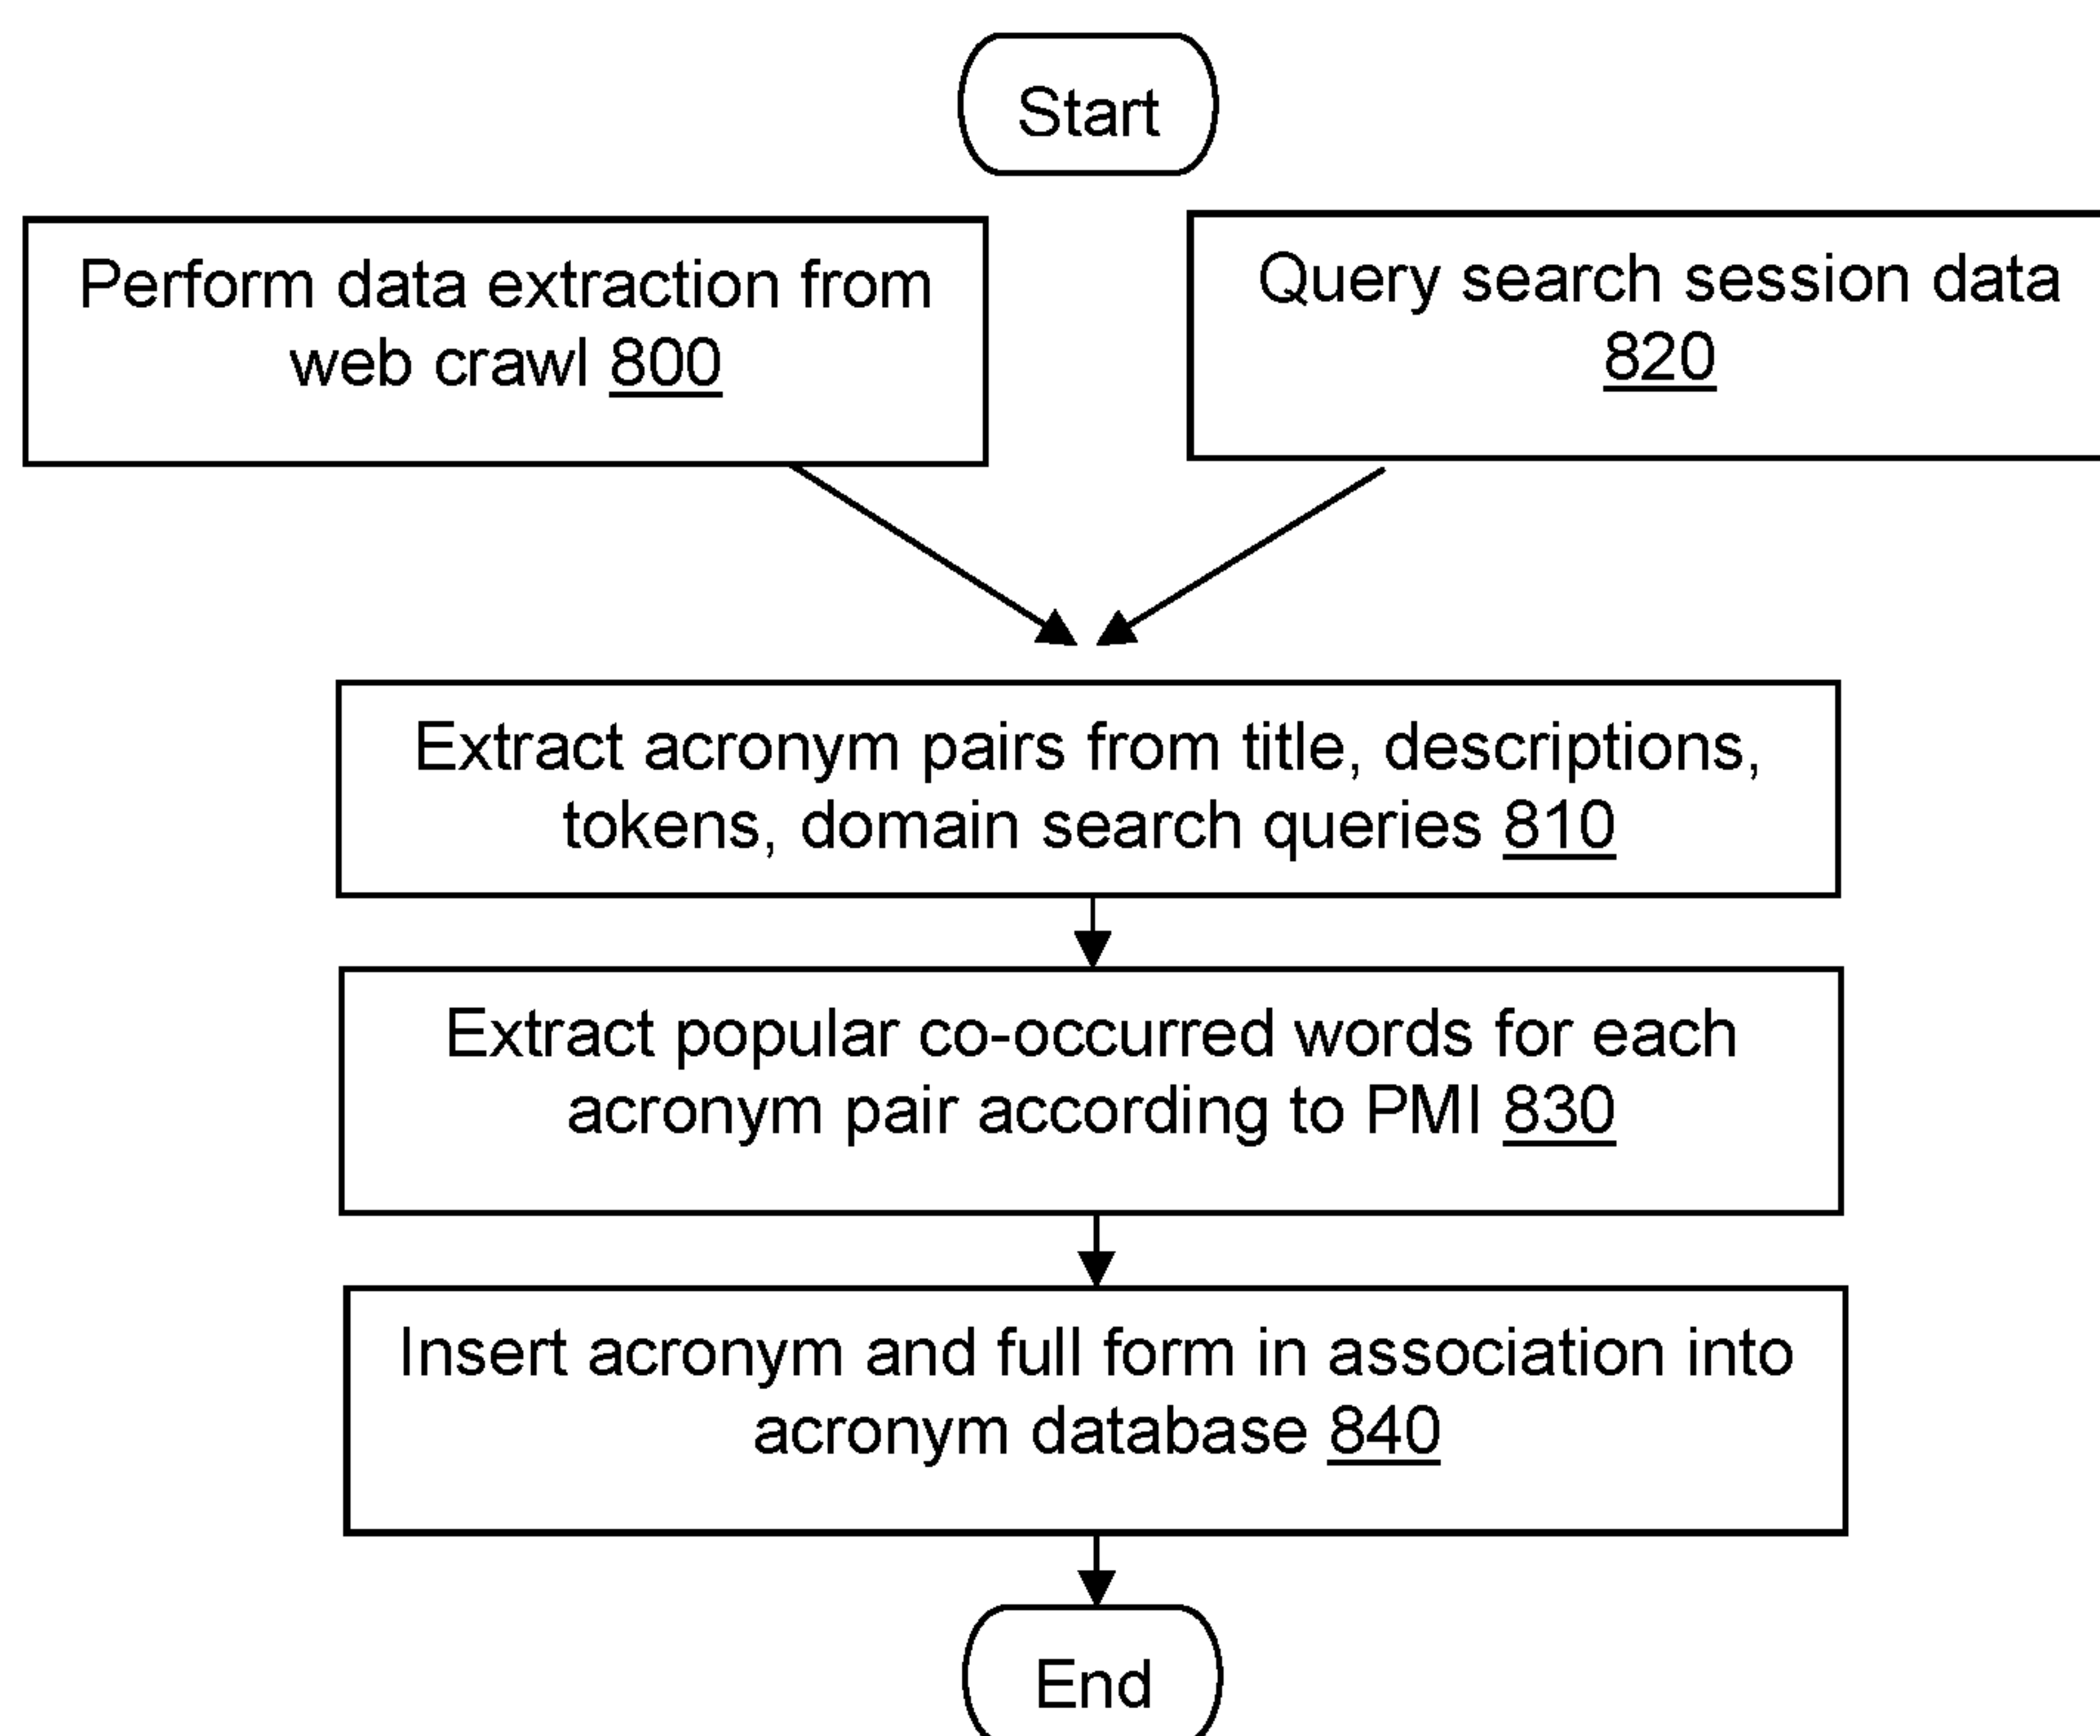 Start
Perform data extraction from
web crawl 800
Query search session data
820
Extract acronym pairs from title, descriptions,
tokens, domain search queries 810
Extract popular co-occurred words for each
acronym pair according to PMI 830
Insert acronym and full form in association into
acronym database 840
End